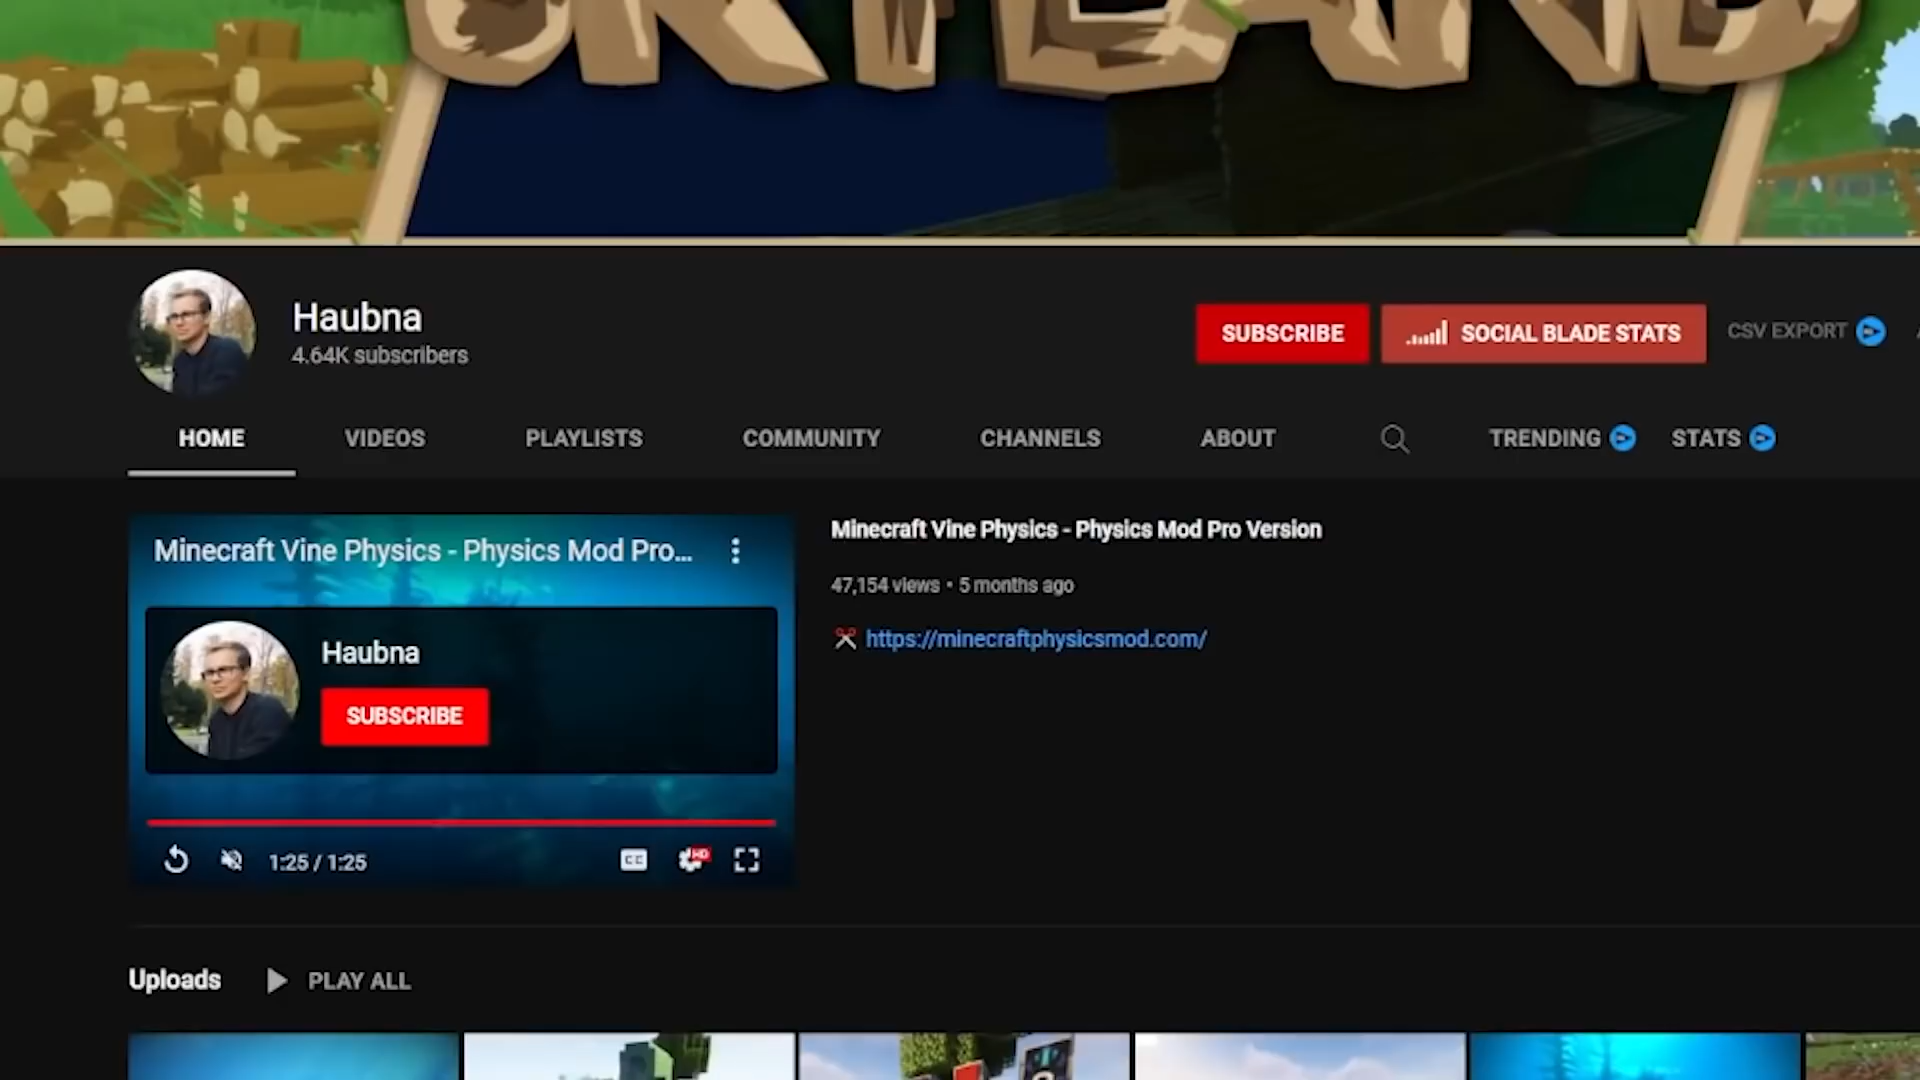 Haubna
4.64K subscribers
SUBSCRIBE
SOCIAL BLADE STATS
CSV EXPORT
HOME
VIDEOS
PLAYLISTS
COMMUNITY
CHANNELS
ABOUT
TRENDING
STATS
Minecraft Vine Physics - Physics Mod Pro...
Haubna
SUBSCRIBE
1:25 / 1:25
CC
HD
Minecraft Vine Physics - Physics Mod Pro Version
47,154 views • 5 months ago
https://minecraftphysicsmod.com/
Uploads
PLAY ALL